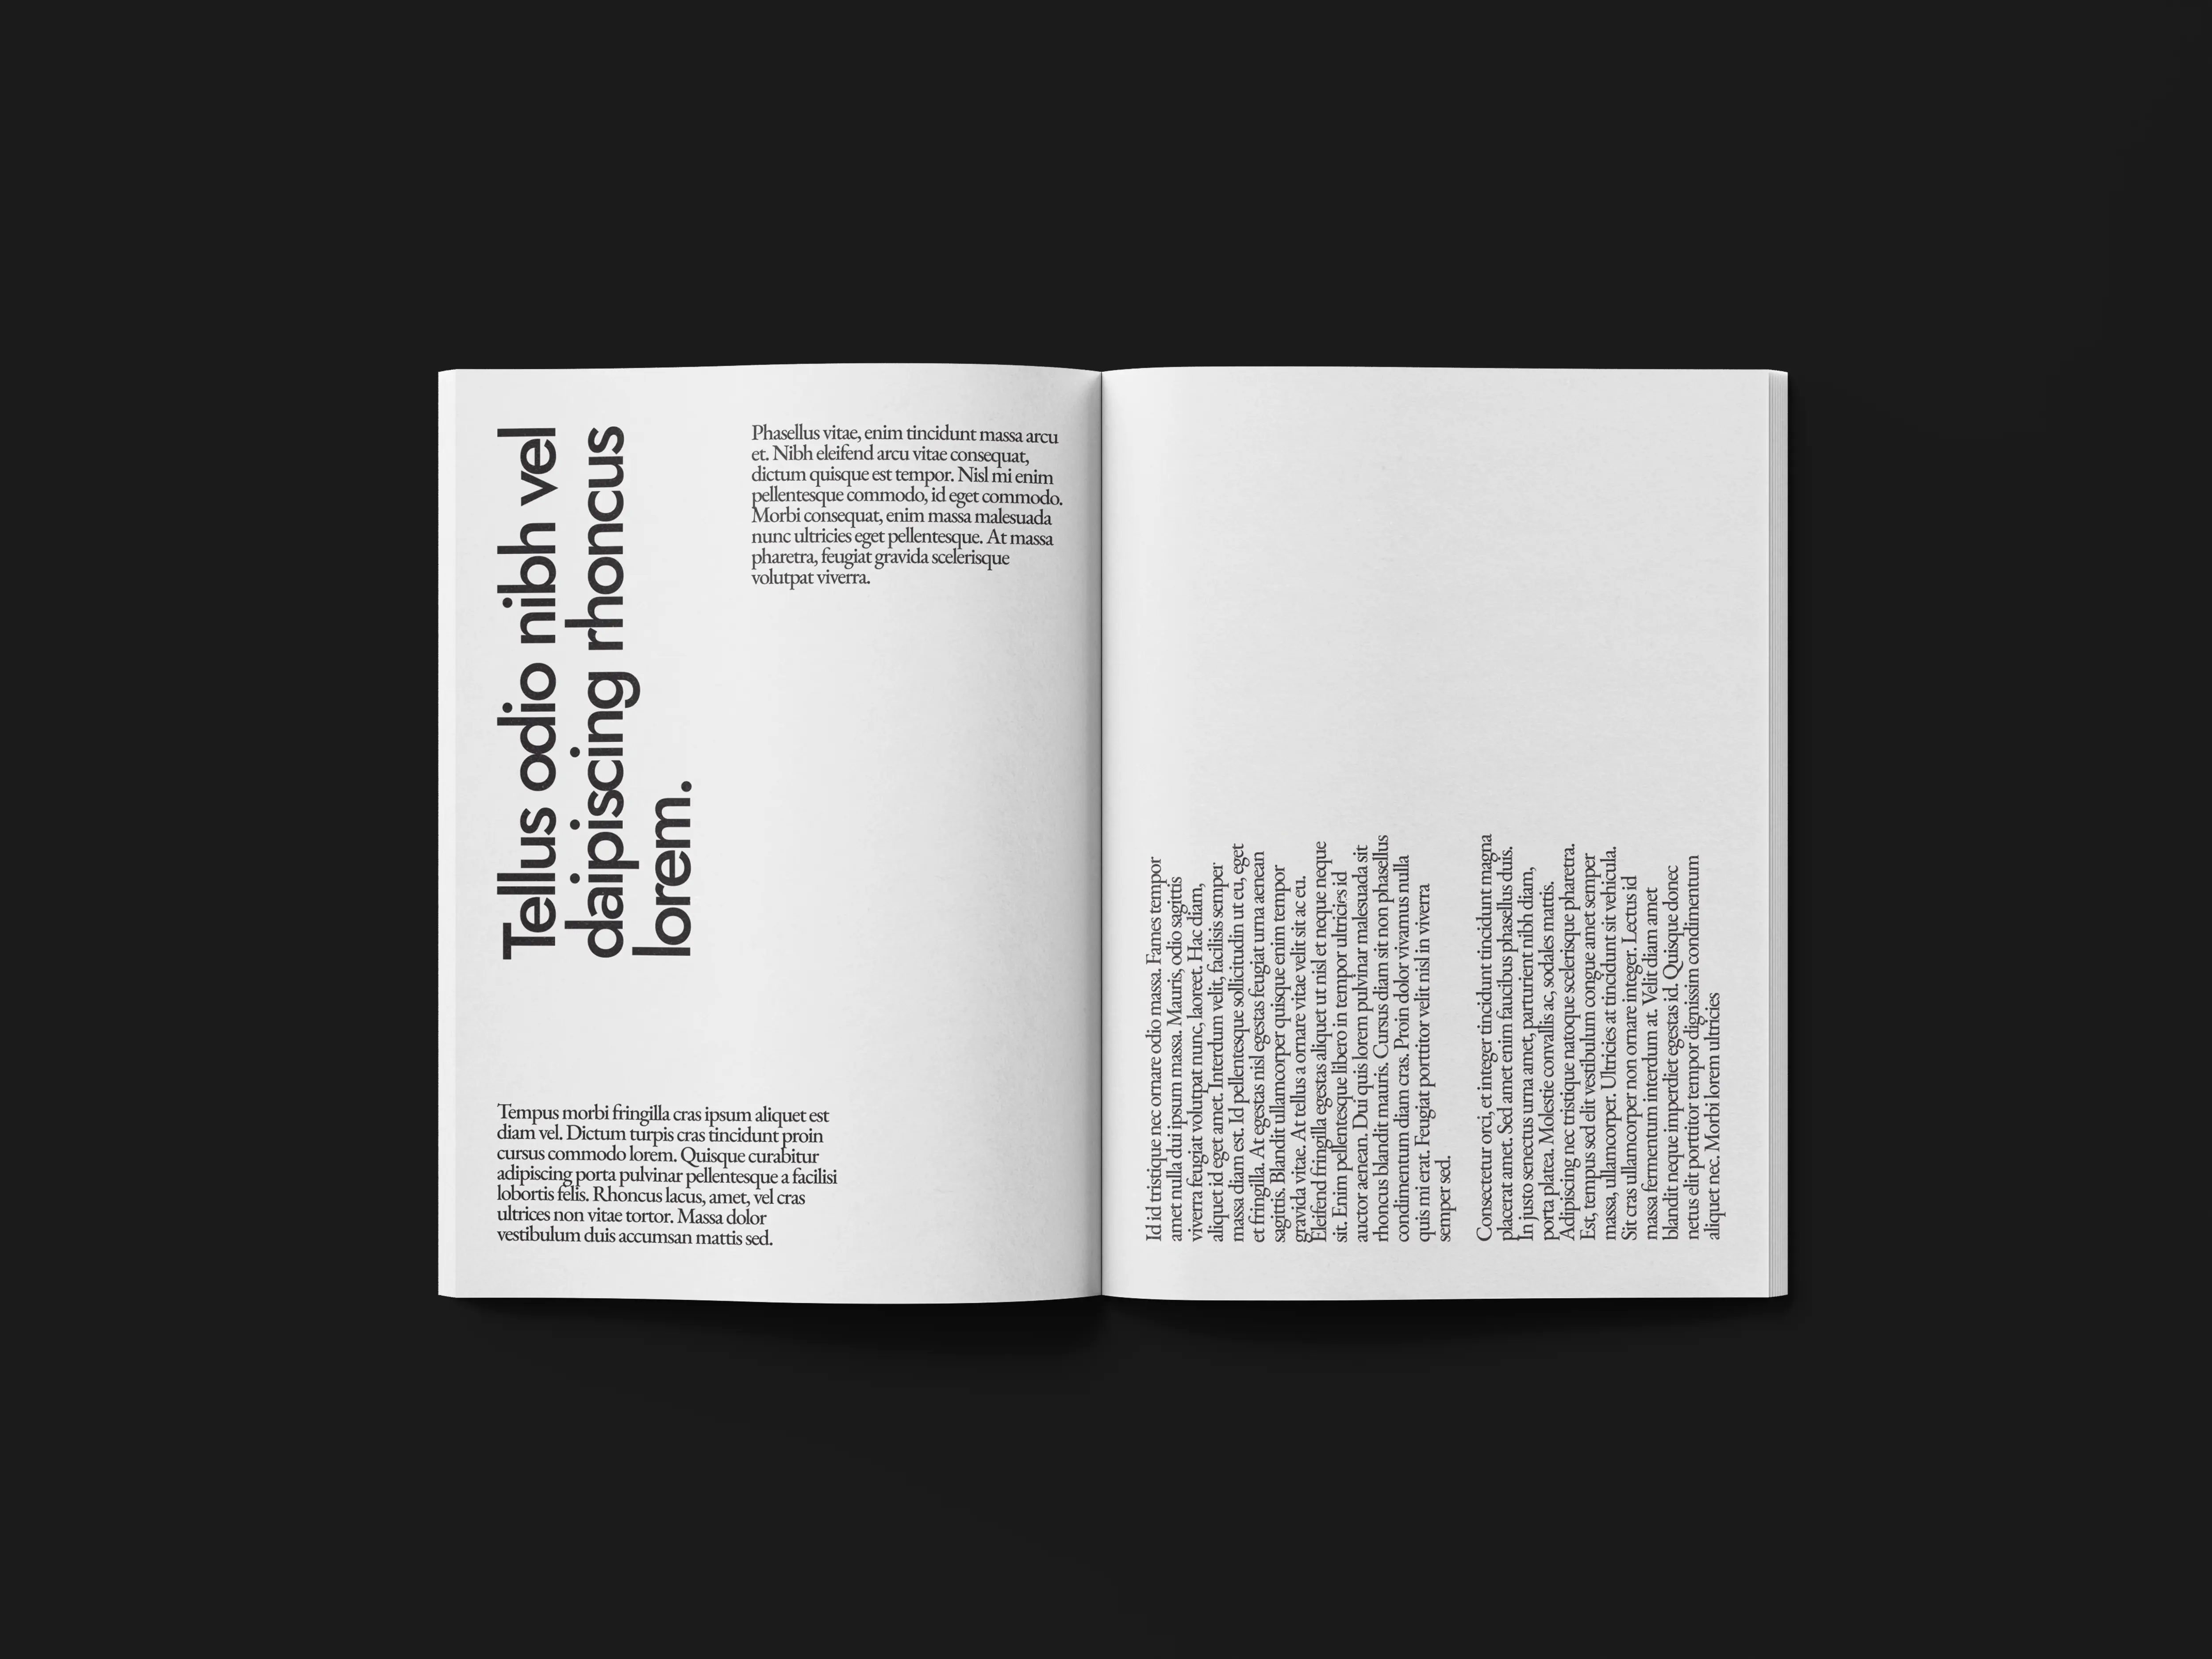 Tellus odio nibh vel
daipiscing rhoncus
lorem.
Phasellus vitae, enim tincidunt massa arcu
et. Nibh eleifend arcu vitae consequat,
dictum quisque est tempor. Nisl mi enim
pellentesque commodo, id eget commodo.
Morbi consequat, enim massa malesuada
nunc ultricies eget pellentesque. At massa
pharetra, feugiat gravida scelerisque
volutpat viverra.
Tempus morbi fringilla cras ipsum aliquet est
diam vel. Dictum turpis cras tincidunt proin
cursus commodo lorem. Quisque curabitur
adipiscing porta pulvinar pellentesque a facilisi
lobortis felis. Rhoncus lacus, amet, vel cras
ultrices non vitae tortor. Massa dolor
vestibulum duis accumsan mattis sed.
Id id tristique nec ornare odio massa. Fames tempor
amet nulla dui ipsum massa. Mauris, odio sagittis
viverra feugiat volutpat nunc, laoreet. Hac diam,
aliquet id eget amet. Interdum velit, facilisis semper
massa diam est. Id pellentesque sollicitudin ut eu, eget
et fringilla. At egestas nisl egestas feugiat urna aenean
sagittis. Blandit ullamcorper quisque enim tempor
gravida vitae. At tellus a ornare vitae velit sit ac eu.
Eleifend fringilla egestas aliquet ut nisl et neque neque
sit. Enim pellentesque libero in tempor ultricies id
auctor aenean. Dui quis lorem pulvinar malesuada sit
rhoncus blandit mauris. Cursus diam sit non phasellus
condimentum diam cras. Proin dolor vivamus nulla
quis mi erat. Feugiat porttitor velit nisl in viverra
semper sed.
Consectetur orci, et integer tincidunt tincidunt magna
placerat amet. Sed amet enim faucibus phasellus duis.
In justo senectus urna amet, parturient nibh diam,
porta platea. Molestie convallis ac, sodales mattis.
Adipiscing nec tristique natoque scelerisque pharetra.
Est, tempus sed elit vestibulum congue amet semper
massa, ullamcorper. Ultricies at tincidunt sit vehicula.
Sit cras ullamcorper non ornare integer. Lectus id
massa fermentum interdum at. Velit diam amet
blandit neque imperdiet egestas id. Quisque donec
netus elit porttitor tempor dignissim condimentum
aliquet nec. Morbi lorem ultricies